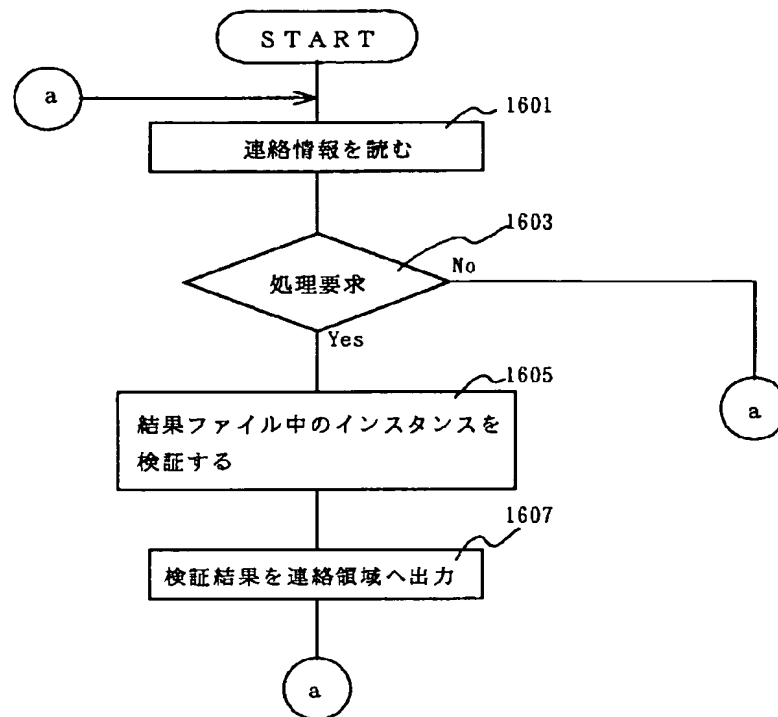 START
a
1601
連絡情報を読む
1603
処理要求
No
Yes
1605
結果ファイル中のインスタンスを
検証する
a
1607
検証結果を連絡領域へ出力
a